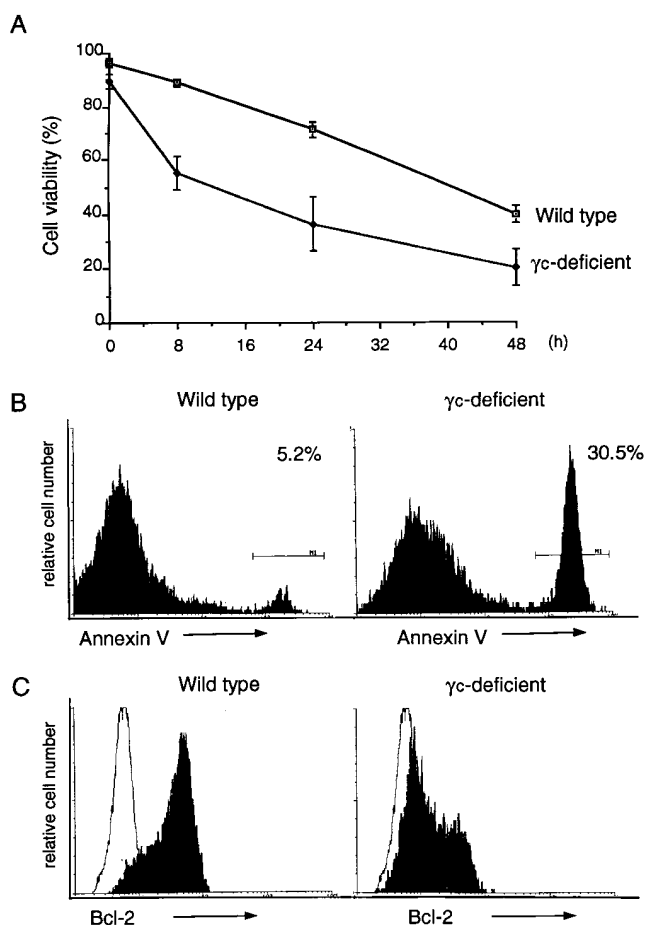 A
Cell viability (%)
100
80
60
40
20
0
0 8 16 24 32 40 48 (h)
Wild type
γc-deficient
B
Wild type γc-deficient
relative cell number
5.2% 30.5%
M1 M1
Annexin V Annexin V
C
Wild type γc-deficient
relative cell number
Bcl-2 Bcl-2